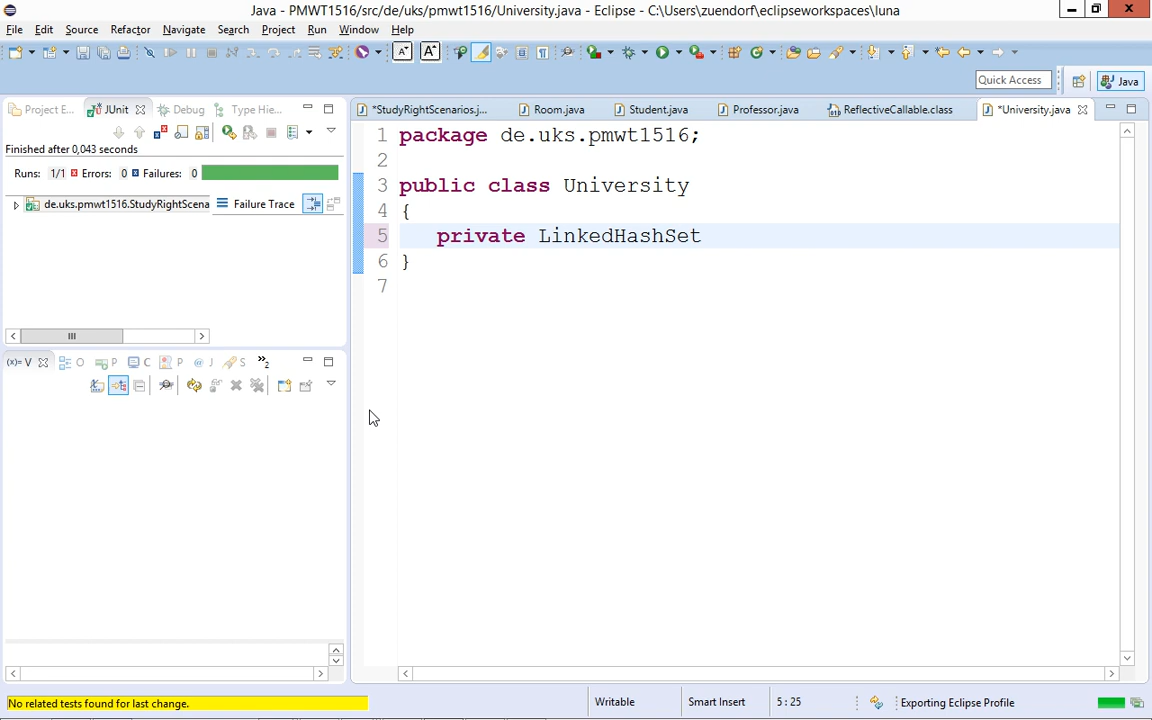 Java - PMWT1516/src/de/uks/pmwt1516/University.java - Eclipse - C:\Users\zuendorf\eclipseworkspaces\luna
File Edit Source Refactor Navigate Search Project Run Window Help
Quick Access
Java
Project E...
JUnit
Debug
Type Hie...
*StudyRightScenarios.j...
Room.java
Student.java
Professor.java
ReflectiveCallable.class
*University.java
Finished after 0,043 seconds
Runs: 1/1 Errors: 0 Failures: 0
de.uks.pmwt1516.StudyRightScena
Failure Trace
1 package de.uks.pmwt1516;
2
3 public class University
4 {
5 private LinkedHashSet
6 }
7
(x)= V
O
P
C
P
@ J
S
»2
No related tests found for last change.
Writable
Smart Insert
5 : 25
Exporting Eclipse Profile